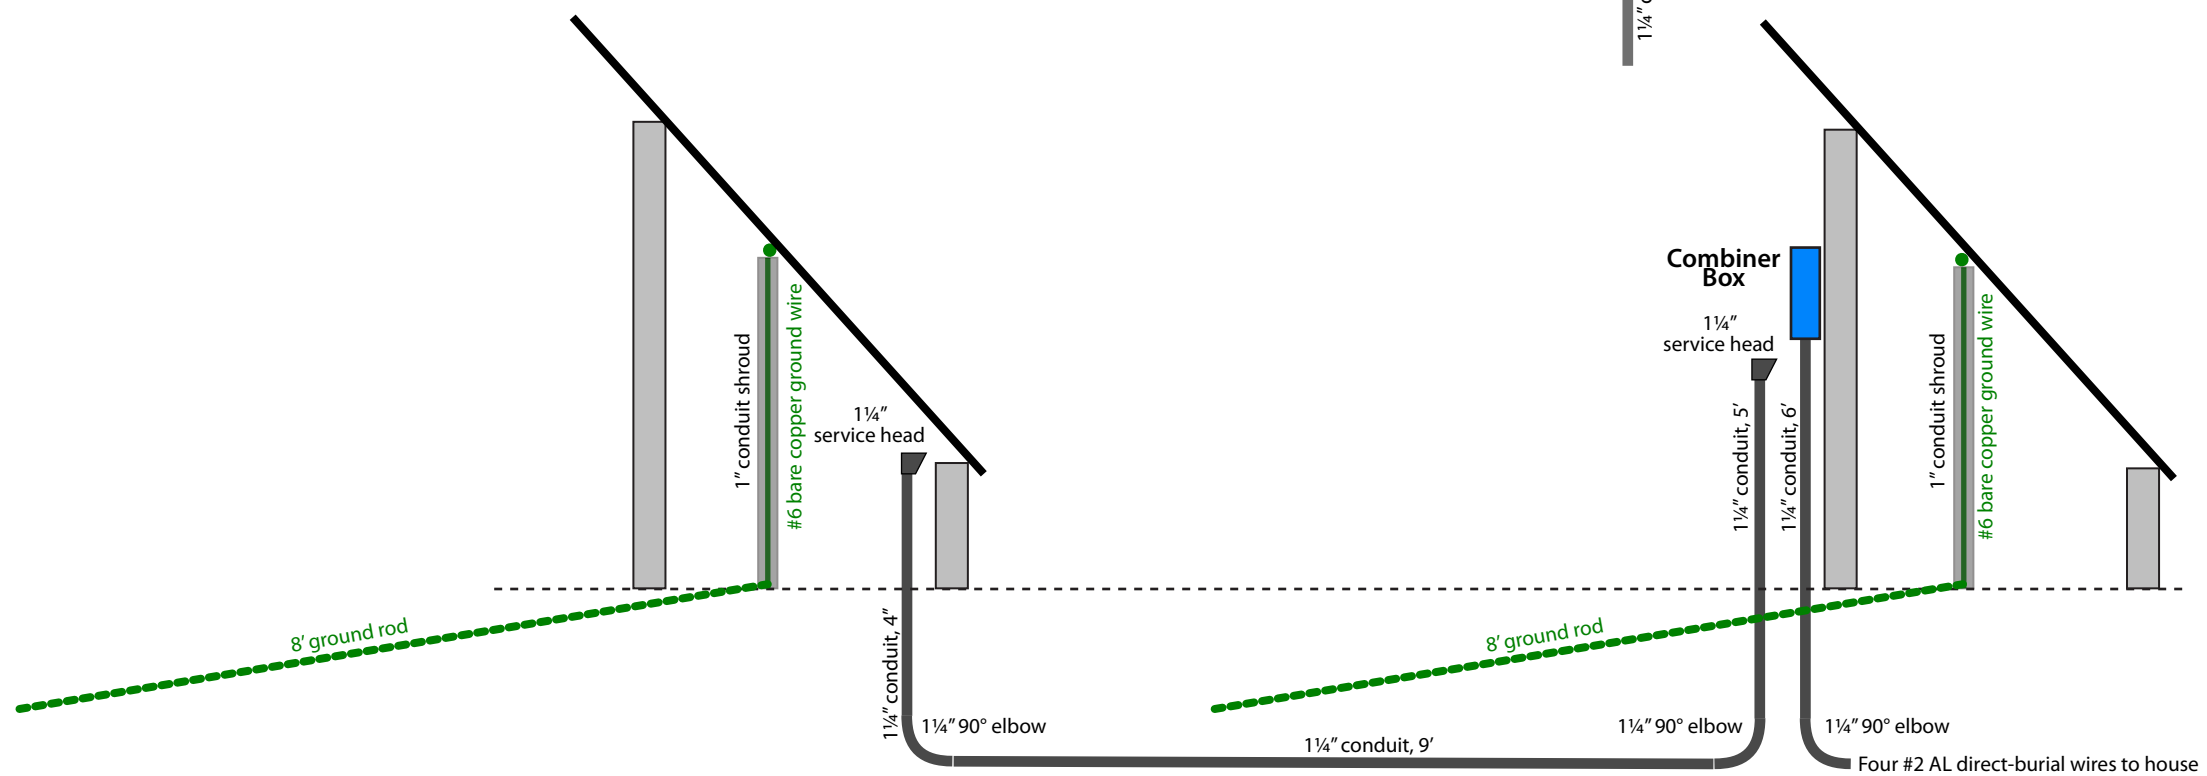 1¼″
Combiner
Box
1¼″
service head
1″ conduit shroud
#6 bare copper ground wire
1¼″
service head
1¼″ conduit, 5′
1¼″ conduit, 6′
1″ conduit shroud
#6 bare copper ground wire
8′ ground rod
8′ ground rod
1¼″ conduit, 4″
1¼″ 90° elbow
1¼″ 90° elbow
1¼″ 90° elbow
1¼″ conduit, 9′
Four #2 AL direct-burial wires to house